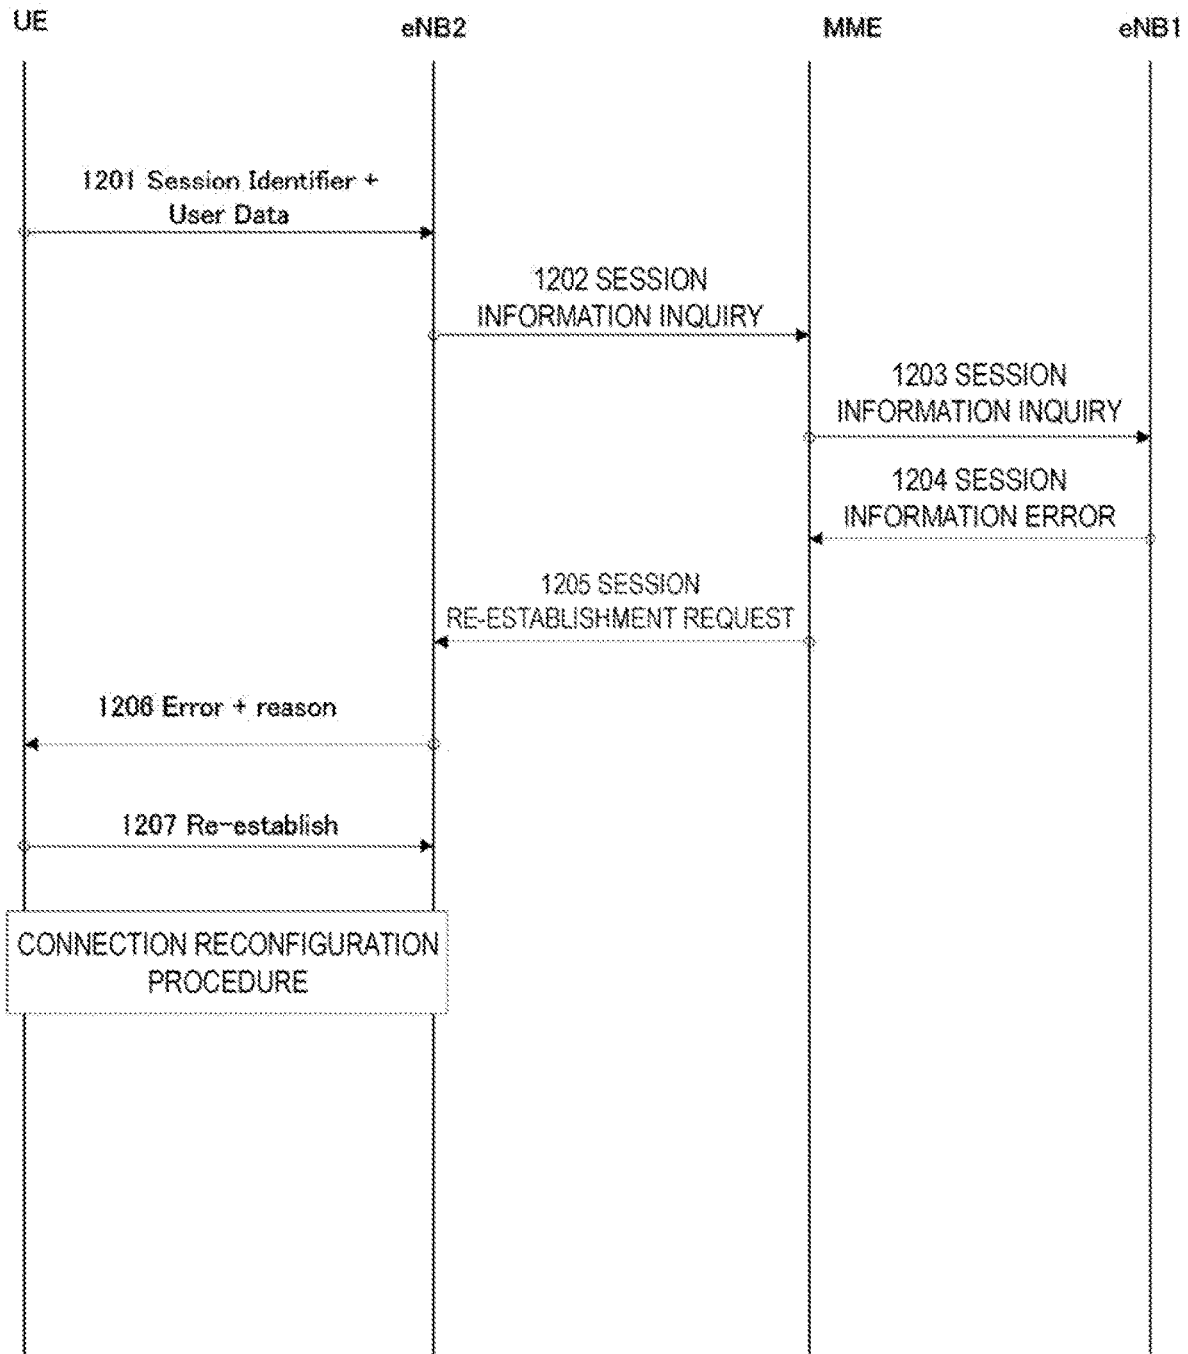 UE
eNB2
MME
eNB1
1201 Session Identifier +
User Data
1202 SESSION
INFORMATION INQUIRY
1203 SESSION
INFORMATION INQUIRY
1204 SESSION
INFORMATION ERROR
1205 SESSION
RE-ESTABLISHMENT REQUEST
1206 Error + reason
1207 Re-establish
CONNECTION RECONFIGURATION
PROCEDURE